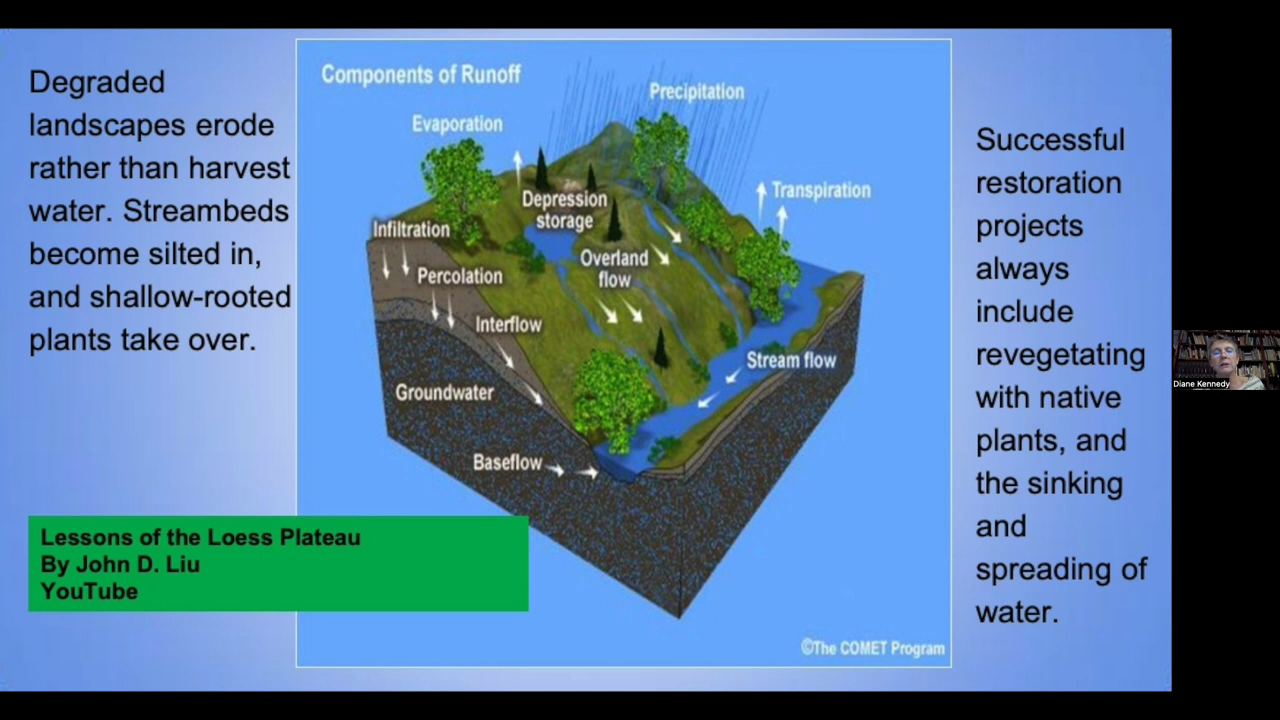 Degraded
landscapes erode
rather than harvest
water. Streambeds
become silted in,
and shallow-rooted
plants take over.
Components of Runoff
Precipitation
Evaporation
Transpiration
Depression
storage
Infiltration
Overland
flow
Percolation
Interflow
Stream flow
Groundwater
Baseflow
©The COMET Program
Lessons of the Loess Plateau
By John D. Liu
YouTube
Successful
restoration
projects
always
include
revegetating
with native
plants, and
the sinking
and
spreading of
water.
Diane Kennedy